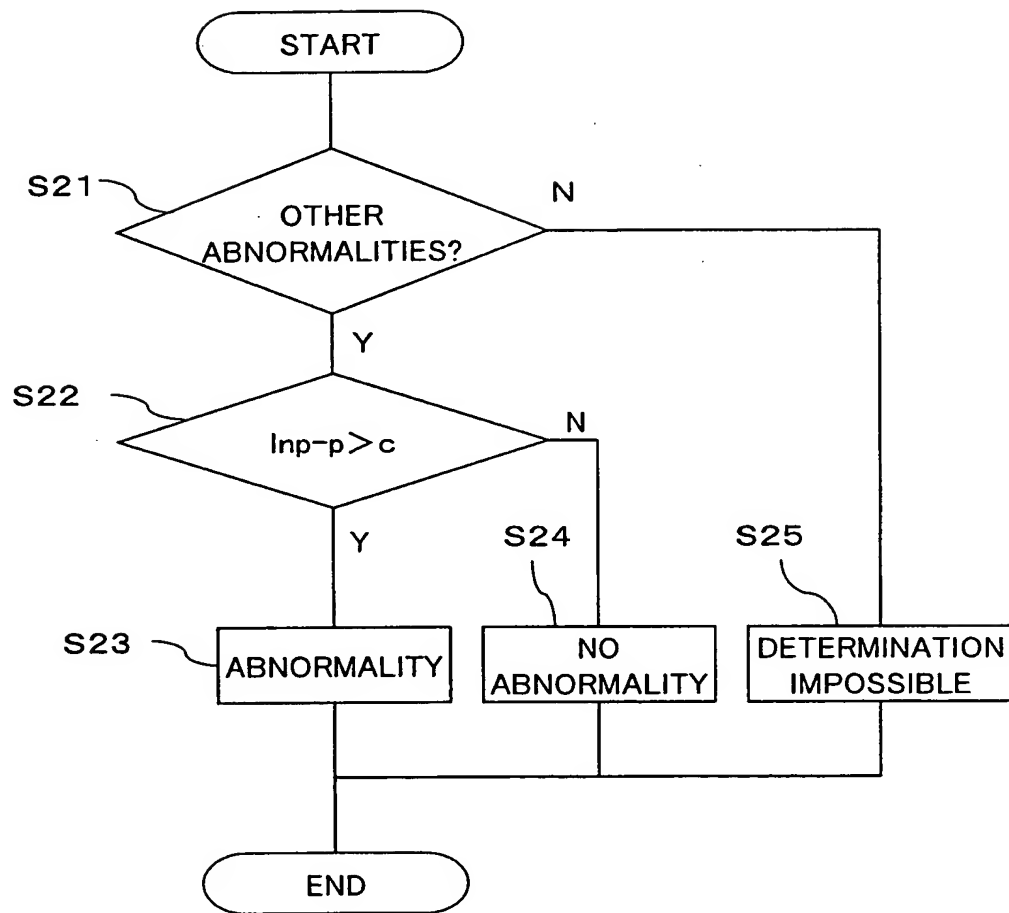 START
S21
OTHER
ABNORMALITIES?
N
Y
S22
Inp-p>c
N
Y
S23
ABNORMALITY
S24
NO
ABNORMALITY
S25
DETERMINATION
IMPOSSIBLE
END